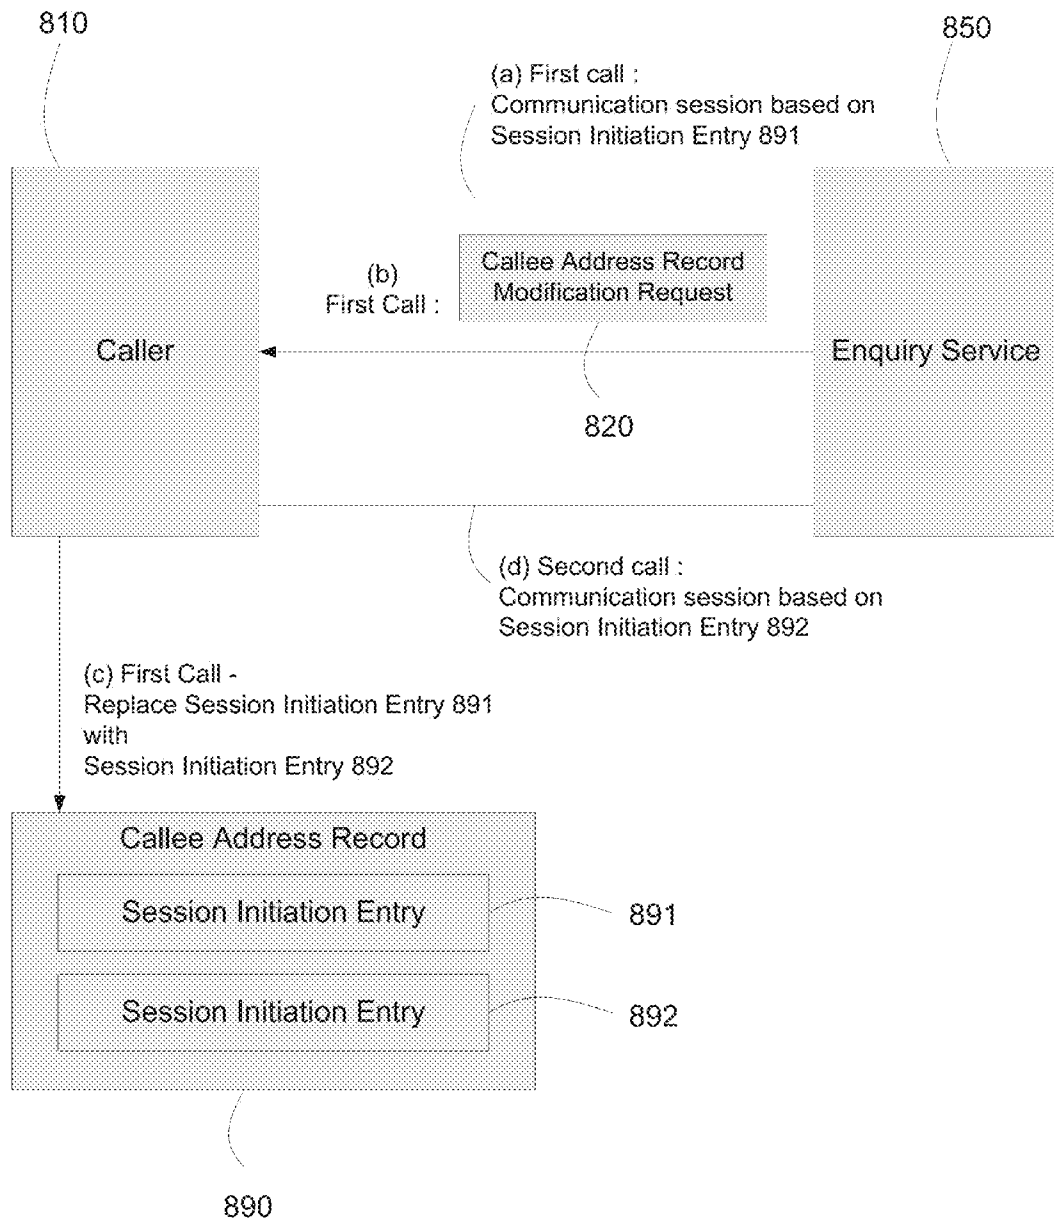 810
850
(a) First call :
Communication session based on
Session Initiation Entry 891
Callee Address Record
Modification Request
(b)
First Call :
Caller
Enquiry Service
820
(d) Second call :
Communication session based on
Session Initiation Entry 892
(c) First Call -
Replace Session Initiation Entry 891
with
Session Initiation Entry 892
Callee Address Record
Session Initiation Entry
891
Session Initiation Entry
892
890